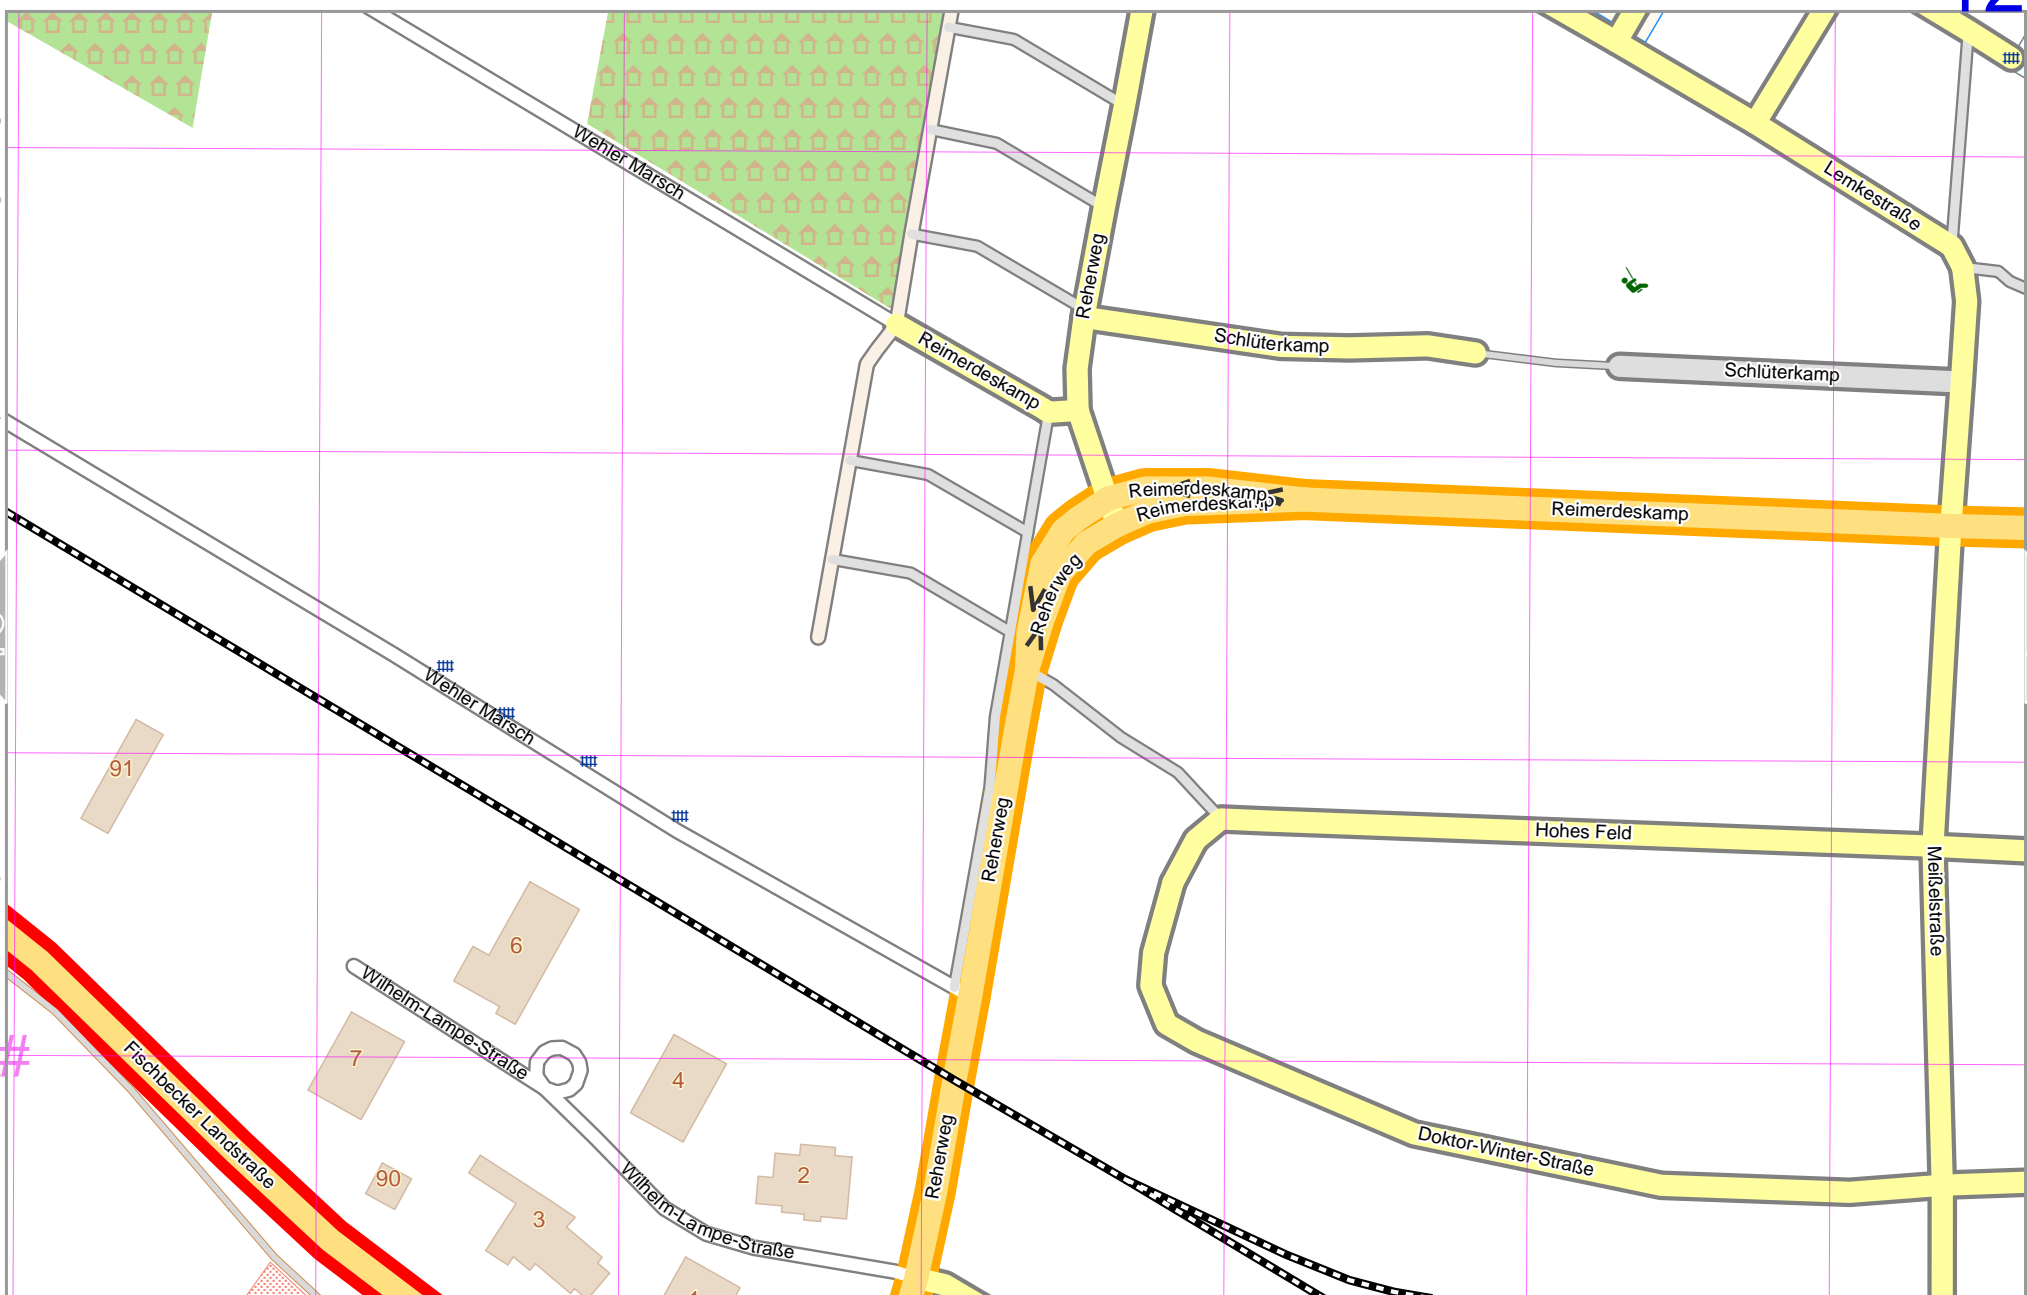 Wehler Marsch
Lemkestraße
Reherweg
Schlüterkamp
Reimerdeskamp
Schlüterkamp
Reimerdeskamp
Reimerdeskamp
Reimerdeskamp
Reherweg
Wehler Marsch
91
Reherweg
Hohes Feld
Meißelstraße
6
Wilhelm-Lampe-Straße
7
4
Fischbecker Landstraße
Reherweg
Doktor-Winter-Straße
2
90
3
Wilhelm-Lampe-Straße
#